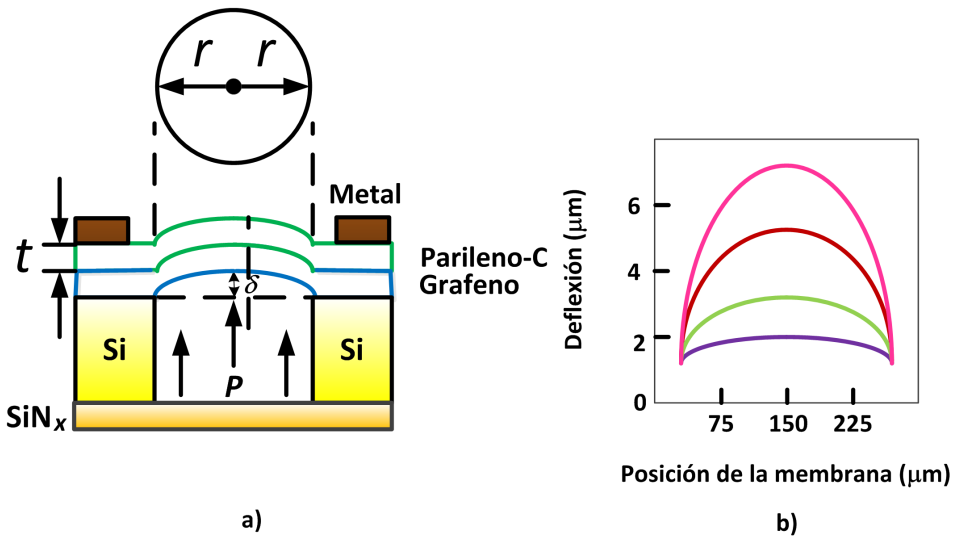 r r
Metal
t
Parileno-C
Grafeno
δ
Si
Si
P
SiNx
a)
Deflexión (μm)
6
4
2
0
75 150 225
Posición de la membrana (μm)
b)